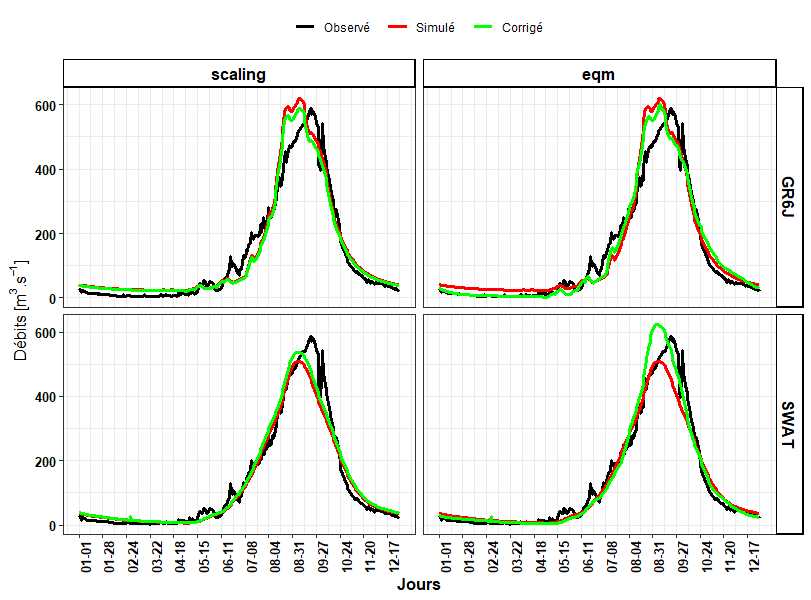 Observé Simulé Corrigé
scaling eqm
600
400
200
0
GR6J
600
400
200
0
SWAT
Débits [m³.s⁻¹]
01-01 01-28 02-24 03-22 04-18 05-15 06-11 07-08 08-04 08-31 09-27 10-24 11-20 12-17 01-01 01-28 02-24 03-22 04-18 05-15 06-11 07-08 08-04 08-31 09-27 10-24 11-20 12-17
Jours